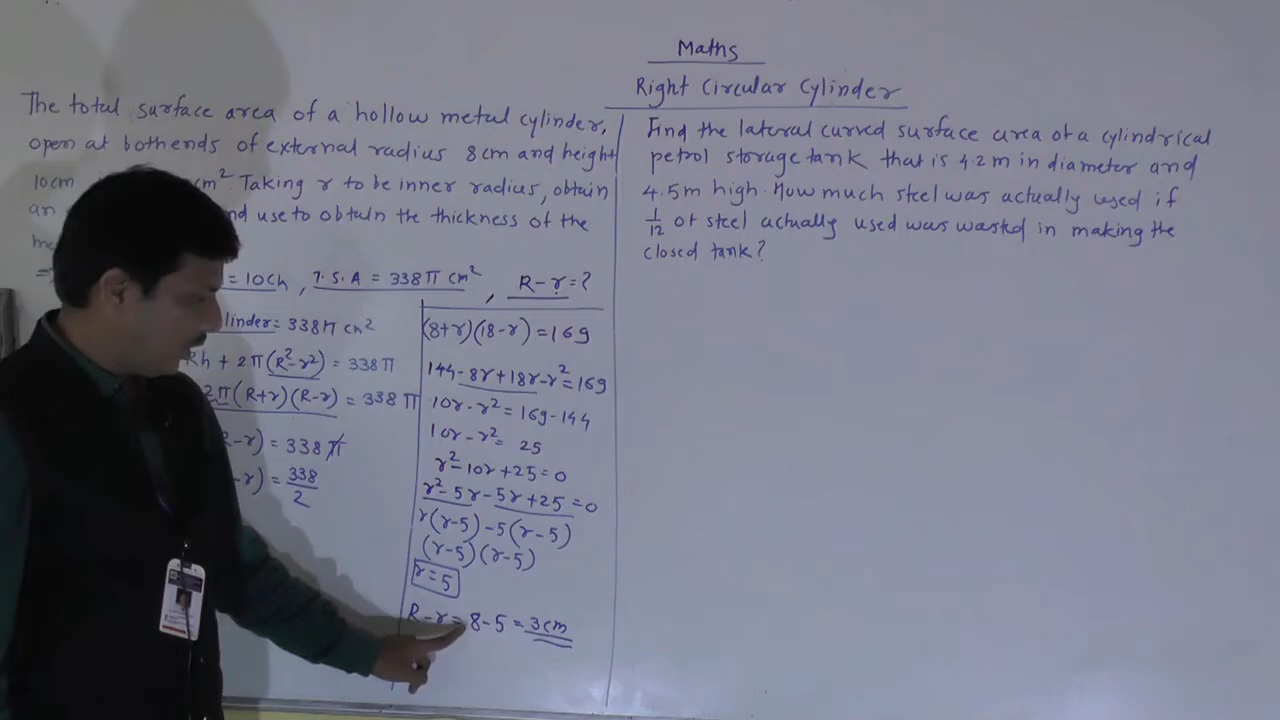 Maths
Right Circular Cylinder
The total surface area of a hollow metal cylinder,
open at both ends of external radius 8cm and height
10cm cm². Taking r to be inner radius, obtain
an and use to obtain the thickness of the
= 10cm, T.S.A = 338π cm², R-r=?
linder = 338π cm²
Rh + 2π(R²-r²) = 338π
2π(R+r)(R-r) = 338π
R-r) = 338π
-r) = 338/2
(8+r)(18-r) = 169
144-8r+18r-r² = 169
10r-r² = 169-144
10r-r² = 25
r²-10r+25=0
r²-5r-5r+25=0
r(r-5)-5(r-5)
(r-5)(r-5)
r=5
R-r=8-5=3cm
Find the lateral curved surface area of a cylindrical
petrol storage tank that is 4.2m in diameter and
4.5m high. How much steel was actually used if
1/12 of steel actually used was wasted in making the
closed tank?